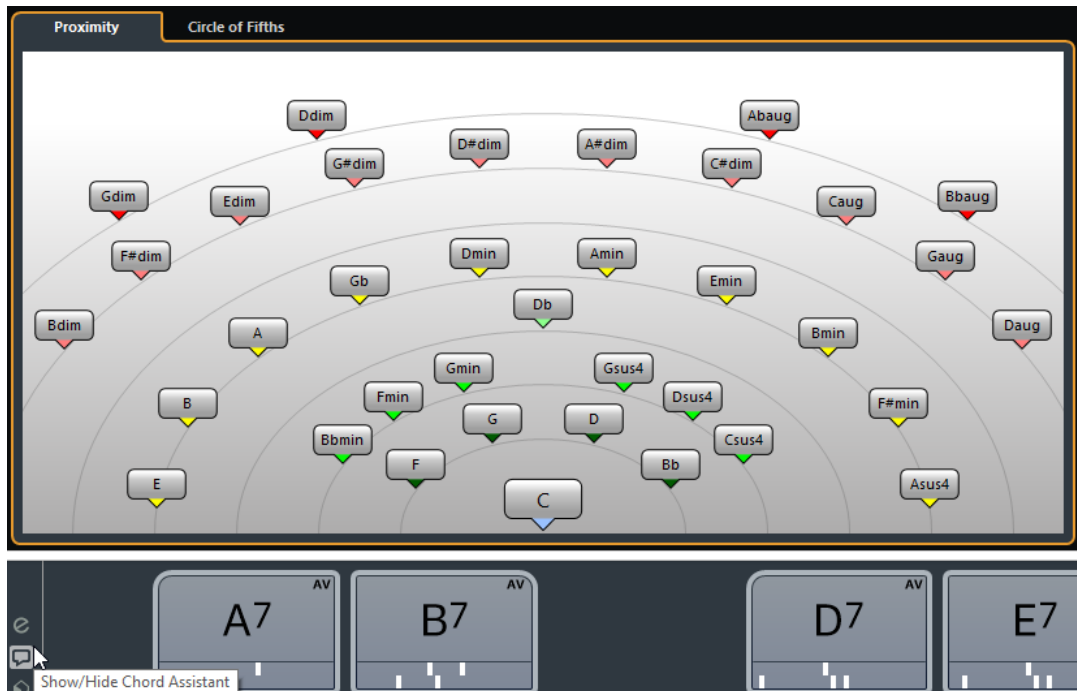 Proximity Circle of Fifths
Ddim Abaug
D#dim A#dim
G#dim C#dim
Gdim Edim Caug Bbaug
F#dim Dmin Amin Gaug
Gb Emin
Db
Bdim A Bmin Daug
Gmin Gsus4
Fmin Dsus4
B G D F#min
Bbmin Csus4
F Bb
E C Asus4
AV AV AV
A7 B7 D7 E7
e
Show/Hide Chord Assistant